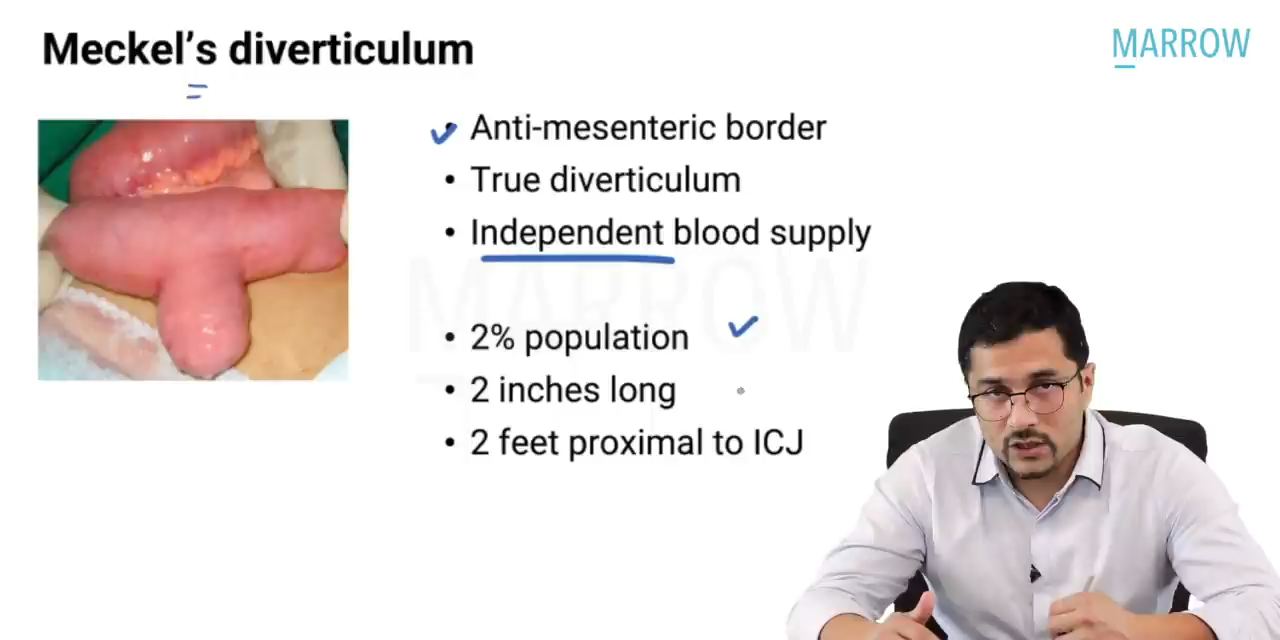 Meckel's diverticulum
MARROW
• Anti-mesenteric border
• True diverticulum
• Independent blood supply
MARROW
• 2% population
• 2 inches long
• 2 feet proximal to ICJ